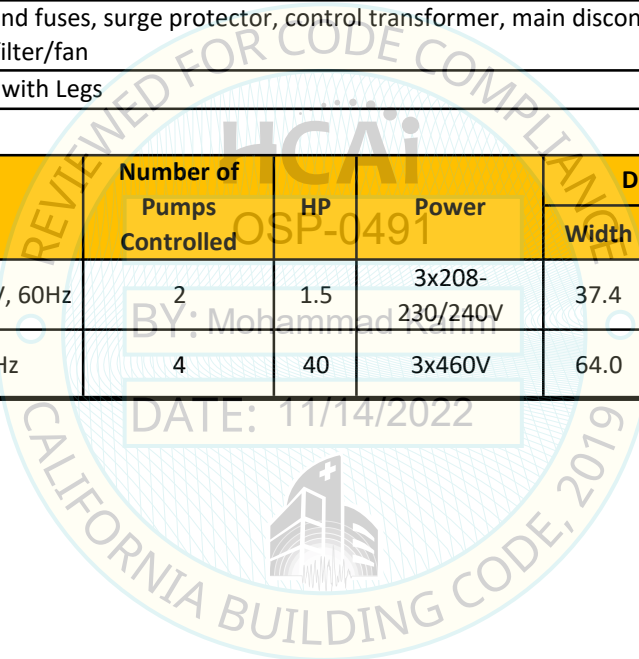 nd fuses, surge protector, control transformer, main discon
ilter/fan
with Legs
Number of Pumps Controlled HP Power D
Width
, 60Hz 2 1.5 3x208-230/240V 37.4
Hz 4 40 3x460V 64.0
REVIEWED FOR CODE COMPLIANCE
HCAi
OSP-0491
BY: Mohammad Karim
DATE: 11/14/2022
CALIFORNIA BUILDING CODE, 2019